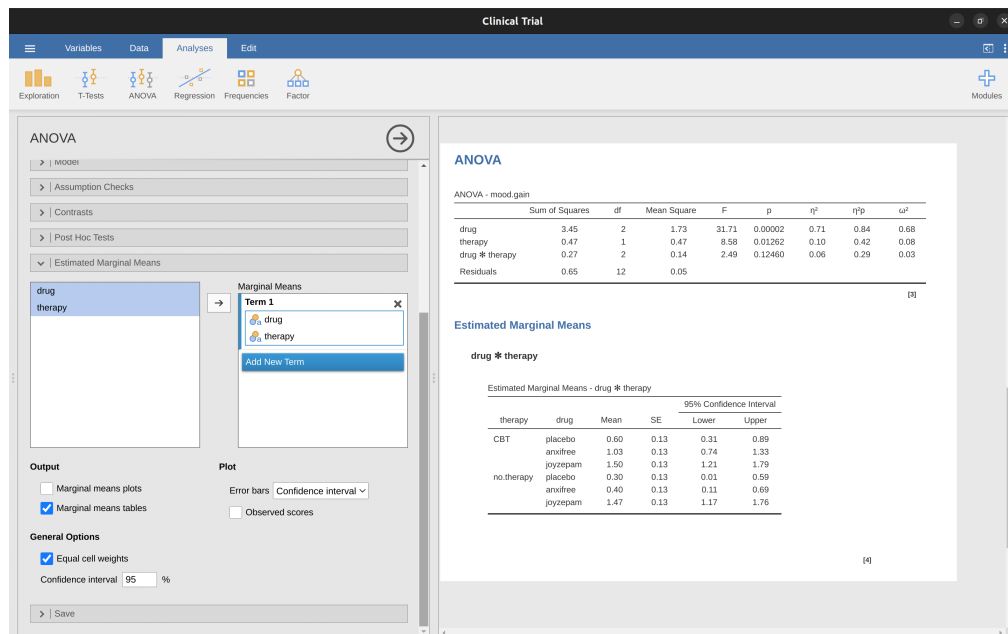 Clinical Trial
Variables Data Analyses Edit
Exploration T-Tests ANOVA Regression Frequencies Factor Modules
ANOVA
Model
Assumption Checks
Contrasts
Post Hoc Tests
Estimated Marginal Means
drug
therapy
Marginal Means
Term 1
drug
therapy
Add New Term
Output Plot
Marginal means plots Error bars Confidence interval
Marginal means tables Observed scores
General Options
Equal cell weights
Confidence interval 95 %
Save
ANOVA
ANOVA - mood.gain
Sum of Squares df Mean Square F p η² η²p ω²
drug 3.45 2 1.73 31.71 0.00002 0.71 0.84 0.68
therapy 0.47 1 0.47 8.58 0.01262 0.10 0.42 0.08
drug ✻ therapy 0.27 2 0.14 2.49 0.12460 0.06 0.29 0.03
Residuals 0.65 12 0.05
[3]
Estimated Marginal Means
drug ✻ therapy
Estimated Marginal Means - drug ✻ therapy
95% Confidence Interval
therapy drug Mean SE Lower Upper
CBT placebo 0.60 0.13 0.31 0.89
anxifree 1.03 0.13 0.74 1.33
joyzepam 1.50 0.13 1.21 1.79
no.therapy placebo 0.30 0.13 0.01 0.59
anxifree 0.40 0.13 0.11 0.69
joyzepam 1.47 0.13 1.17 1.76
[4]